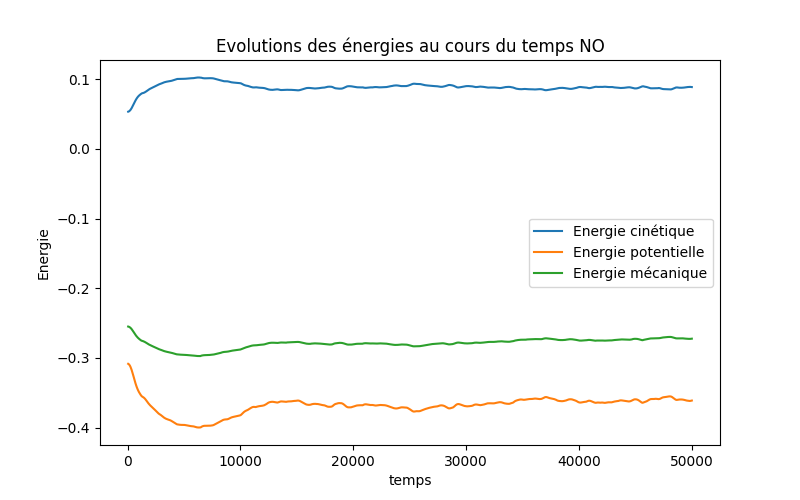 Evolutions des énergies au cours du temps NO
0.1
0.0
−0.1
−0.2
−0.3
−0.4
Energie
Energie cinétique
Energie potentielle
Energie mécanique
0 10000 20000 30000 40000 50000
temps